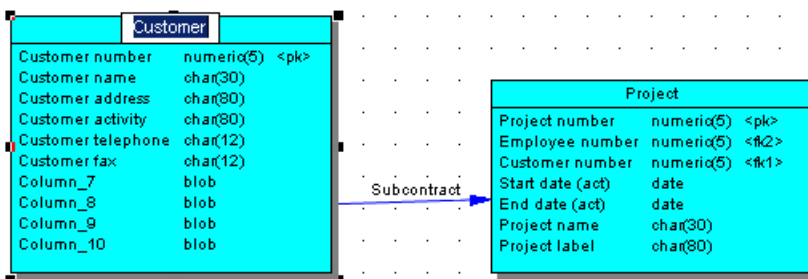 Customer
Customer number numeric(5) <pk>
Customer name char(30)
Customer address char(80)
Customer activity char(80)
Customer telephone char(12)
Customer fax char(12)
Column_7 blob
Column_8 blob
Column_9 blob
Column_10 blob
Subcontract
Project
Project number numeric(5) <pk>
Employee number numeric(5) <fk2>
Customer number numeric(5) <fk1>
Start date (act) date
End date (act) date
Project name char(30)
Project label char(80)